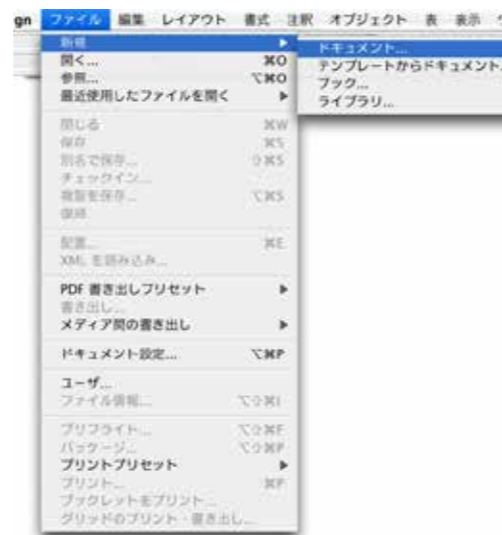 gn ファイル 編集 レイアウト 書式 注釈 オブジェクト 表 表示
新規
開く... ⌘O
参照... ⌥⌘O
最近使用したファイルを開く
閉じる ⌘W
保存 ⌘S
別名で保存... ⇧⌘S
チェックイン...
複製を保存... ⌥⌘S
復帰
配置... ⌘E
XML を読み込み...
PDF 書き出しプリセット
書き出し...
メディア間の書き出し
ドキュメント設定... ⌥⌘P
ユーザ...
ファイル情報... ⌥⇧⌘I
プリフライト... ⌥⇧⌘F
パッケージ... ⌥⇧⌘P
プリントプリセット
プリント... ⌘P
ブックレットをプリント...
グリッドのプリント・書き出し...
ドキュメント...
テンプレートからドキュメント
ブック...
ライブラリ...